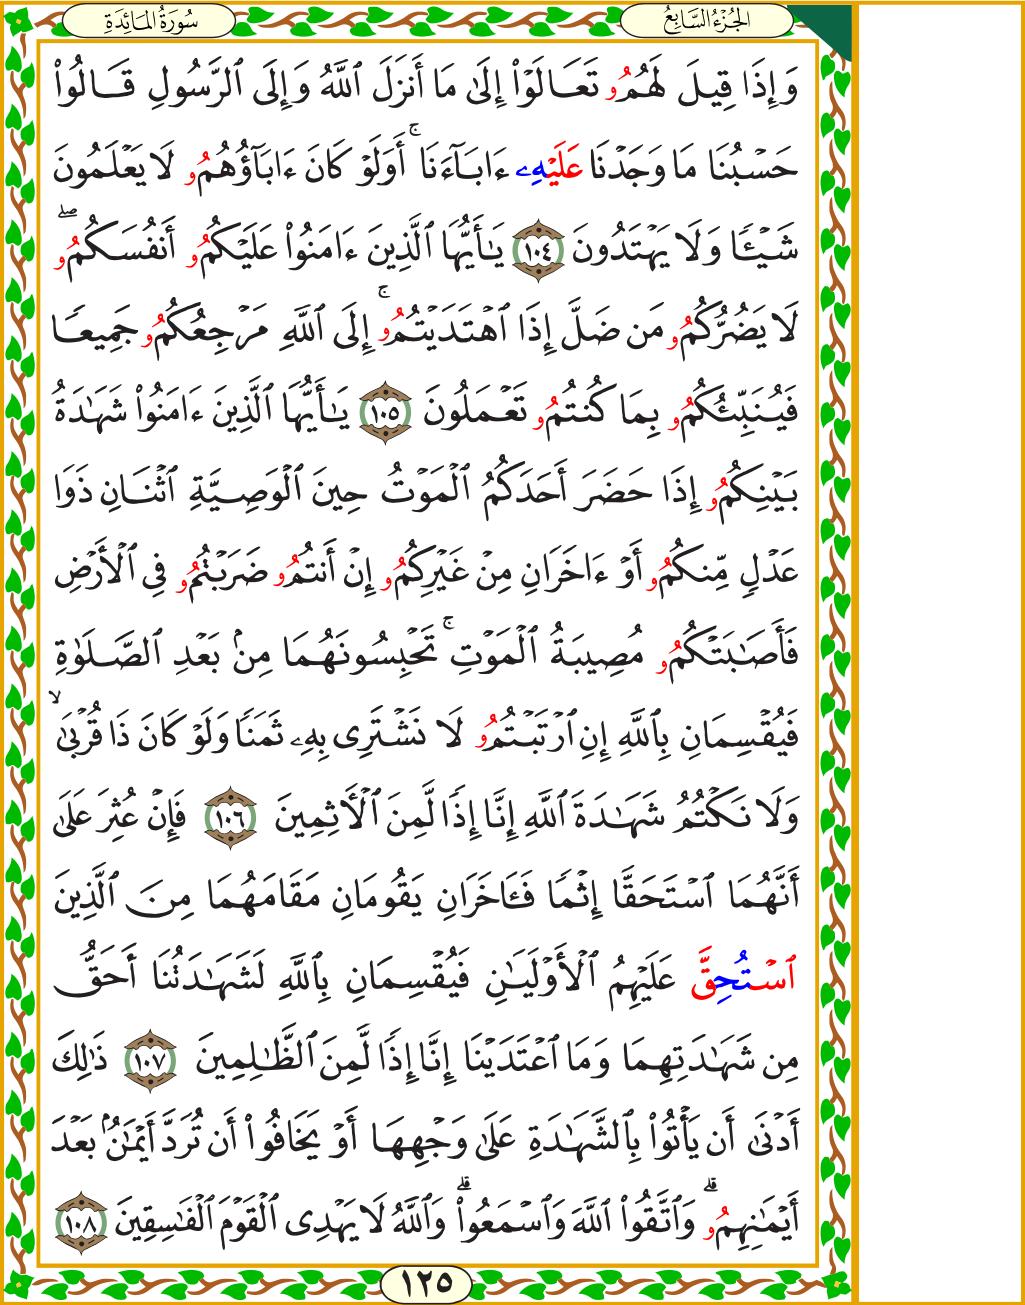 الجُزْءُ السَّابِعُ
سُورَةُ المَائِدَةِ
وَإِذَا قِيلَ لَهُمُۥ تَعَالَوْا۟ إِلَىٰ مَا أَنزَلَ ٱللَّهُ وَإِلَى ٱلرَّسُولِ قَالُوا۟
حَسْبُنَا مَا وَجَدْنَا عَلَيْهِۦ ءَابَآءَنَا ۚ أَوَلَوْ كَانَ ءَابَآؤُهُمُۥ لَا يَعْلَمُونَ
شَيْـًٔا وَلَا يَهْتَدُونَ ١٠٤ يَـٰأَيُّهَا ٱلَّذِينَ ءَامَنُوا۟ عَلَيْكُمُۥ أَنفُسَكُمُۥ ۖ
لَا يَضُرُّكُمُۥ مَن ضَلَّ إِذَا ٱهْتَدَيْتُمُۥ ۚ إِلَى ٱللَّهِ مَرْجِعُكُمُۥ جَمِيعًا
فَيُنَبِّئُكُمُۥ بِمَا كُنتُمُۥ تَعْمَلُونَ ١٠٥ يَـٰأَيُّهَا ٱلَّذِينَ ءَامَنُوا۟ شَهَـٰدَةُ
بَيْنِكُمُۥ إِذَا حَضَرَ أَحَدَكُمُ ٱلْمَوْتُ حِينَ ٱلْوَصِيَّةِ ٱثْنَانِ ذَوَا
عَدْلٍ مِّنكُمُۥ أَوْ ءَاخَرَانِ مِنْ غَيْرِكُمُۥ إِنْ أَنتُمُۥ ضَرَبْتُمُۥ فِى ٱلْأَرْضِ
فَأَصَـٰبَتْكُمُۥ مُصِيبَةُ ٱلْمَوْتِ ۚ تَحْبِسُونَهُمَا مِنۢ بَعْدِ ٱلصَّلَوٰةِ
فَيُقْسِمَانِ بِٱللَّهِ إِنِ ٱرْتَبْتُمُۥ لَا نَشْتَرِى بِهِۦ ثَمَنًا وَلَوْ كَانَ ذَا قُرْبَىٰ ۙ
وَلَا نَكْتُمُ شَهَـٰدَةَ ٱللَّهِ إِنَّا إِذًا لَّمِنَ ٱلْأَثِمِينَ ١٠٦ فَإِنْ عُثِرَ عَلَىٰ
أَنَّهُمَا ٱسْتَحَقَّا إِثْمًا فَـَٔاخَرَانِ يَقُومَانِ مَقَامَهُمَا مِنَ ٱلَّذِينَ
ٱسْتُحِقَّ عَلَيْهِمُ ٱلْأَوْلَيَـٰنِ فَيُقْسِمَانِ بِٱللَّهِ لَشَهَـٰدَتُنَا أَحَقُّ
مِن شَهَـٰدَتِهِمَا وَمَا ٱعْتَدَيْنَا إِنَّا إِذًا لَّمِنَ ٱلظَّـٰلِمِينَ ١٠٧ ذَٰلِكَ
أَدْنَىٰ أَن يَأْتُوا۟ بِٱلشَّهَـٰدَةِ عَلَىٰ وَجْهِهَا أَوْ يَخَافُوا۟ أَن تُرَدَّ أَيْمَـٰنٌۢ بَعْدَ
أَيْمَـٰنِهِمُۥ ۗ وَٱتَّقُوا۟ ٱللَّهَ وَٱسْمَعُوا۟ ۗ وَٱللَّهُ لَا يَهْدِى ٱلْقَوْمَ ٱلْفَـٰسِقِينَ ١٠٨
١٢٥